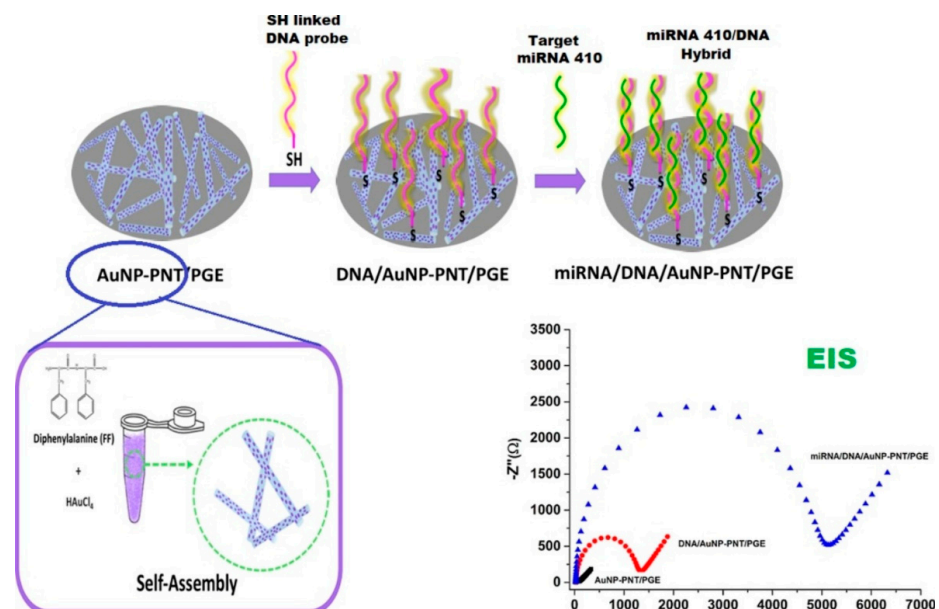 SH linked
DNA probe
SH
Target
miRNA 410
miRNA 410/DNA
Hybrid
S S S S S S
S S S S S S
AuNP-PNT/PGE
DNA/AuNP-PNT/PGE
miRNA/DNA/AuNP-PNT/PGE
Diphenylalanine (FF)
+
HAuCl₄
Self-Assembly
EIS
-Z''(Ω)
3500
3000
2500
2000
1500
1000
500
0
miRNA/DNA/AuNP-PNT/PGE
DNA/AuNP-PNT/PGE
AuNP-PNT/PGE
0 1000 2000 3000 4000 5000 6000 7000